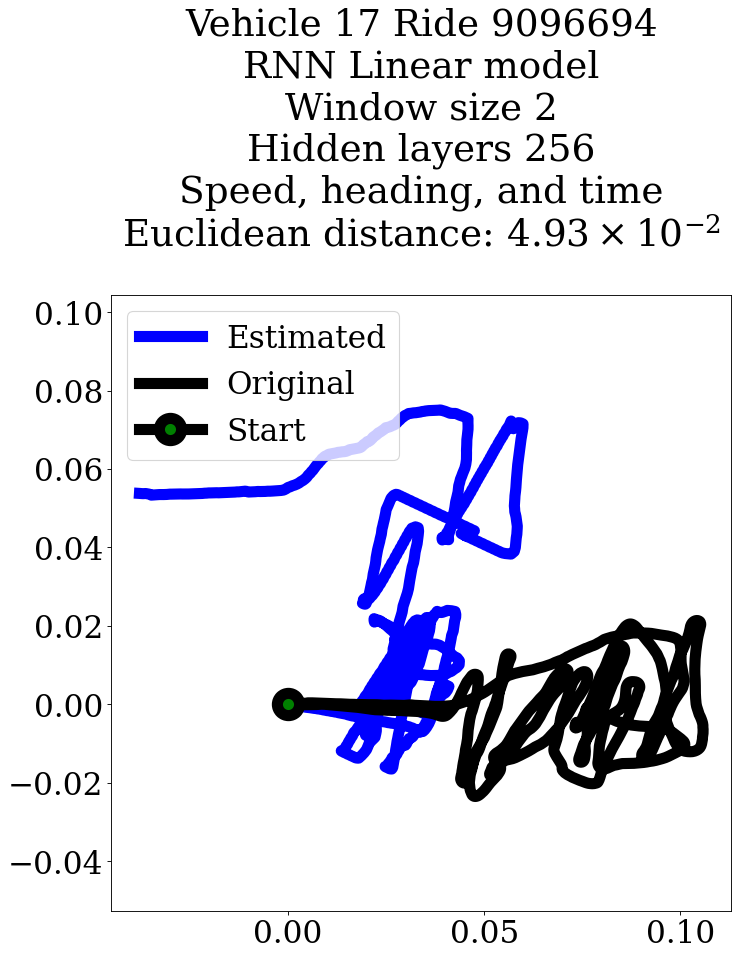 Vehicle 17 Ride 9096694
RNN Linear model
Window size 2
Hidden layers 256
Speed, heading, and time
Euclidean distance: 4.93 × 10⁻²
Estimated
Original
Start
0.10
0.08
0.06
0.04
0.02
0.00
−0.02
−0.04
0.00 0.05 0.10